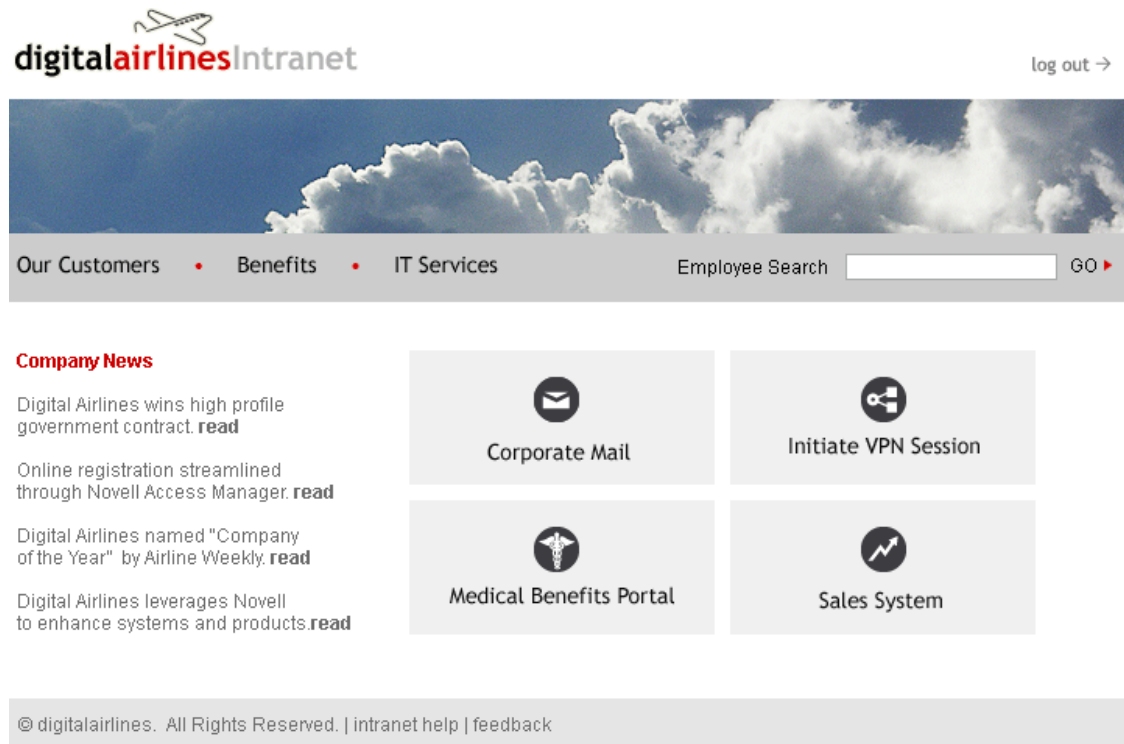 digitalairlinesIntranet
log out →
Our Customers • Benefits • IT Services
Employee Search GO
Company News
Digital Airlines wins high profile
government contract. read
Online registration streamlined
through Novell Access Manager. read
Digital Airlines named "Company
of the Year" by Airline Weekly. read
Digital Airlines leverages Novell
to enhance systems and products.read
Corporate Mail
Initiate VPN Session
Medical Benefits Portal
Sales System
© digitalairlines. All Rights Reserved. | intranet help | feedback